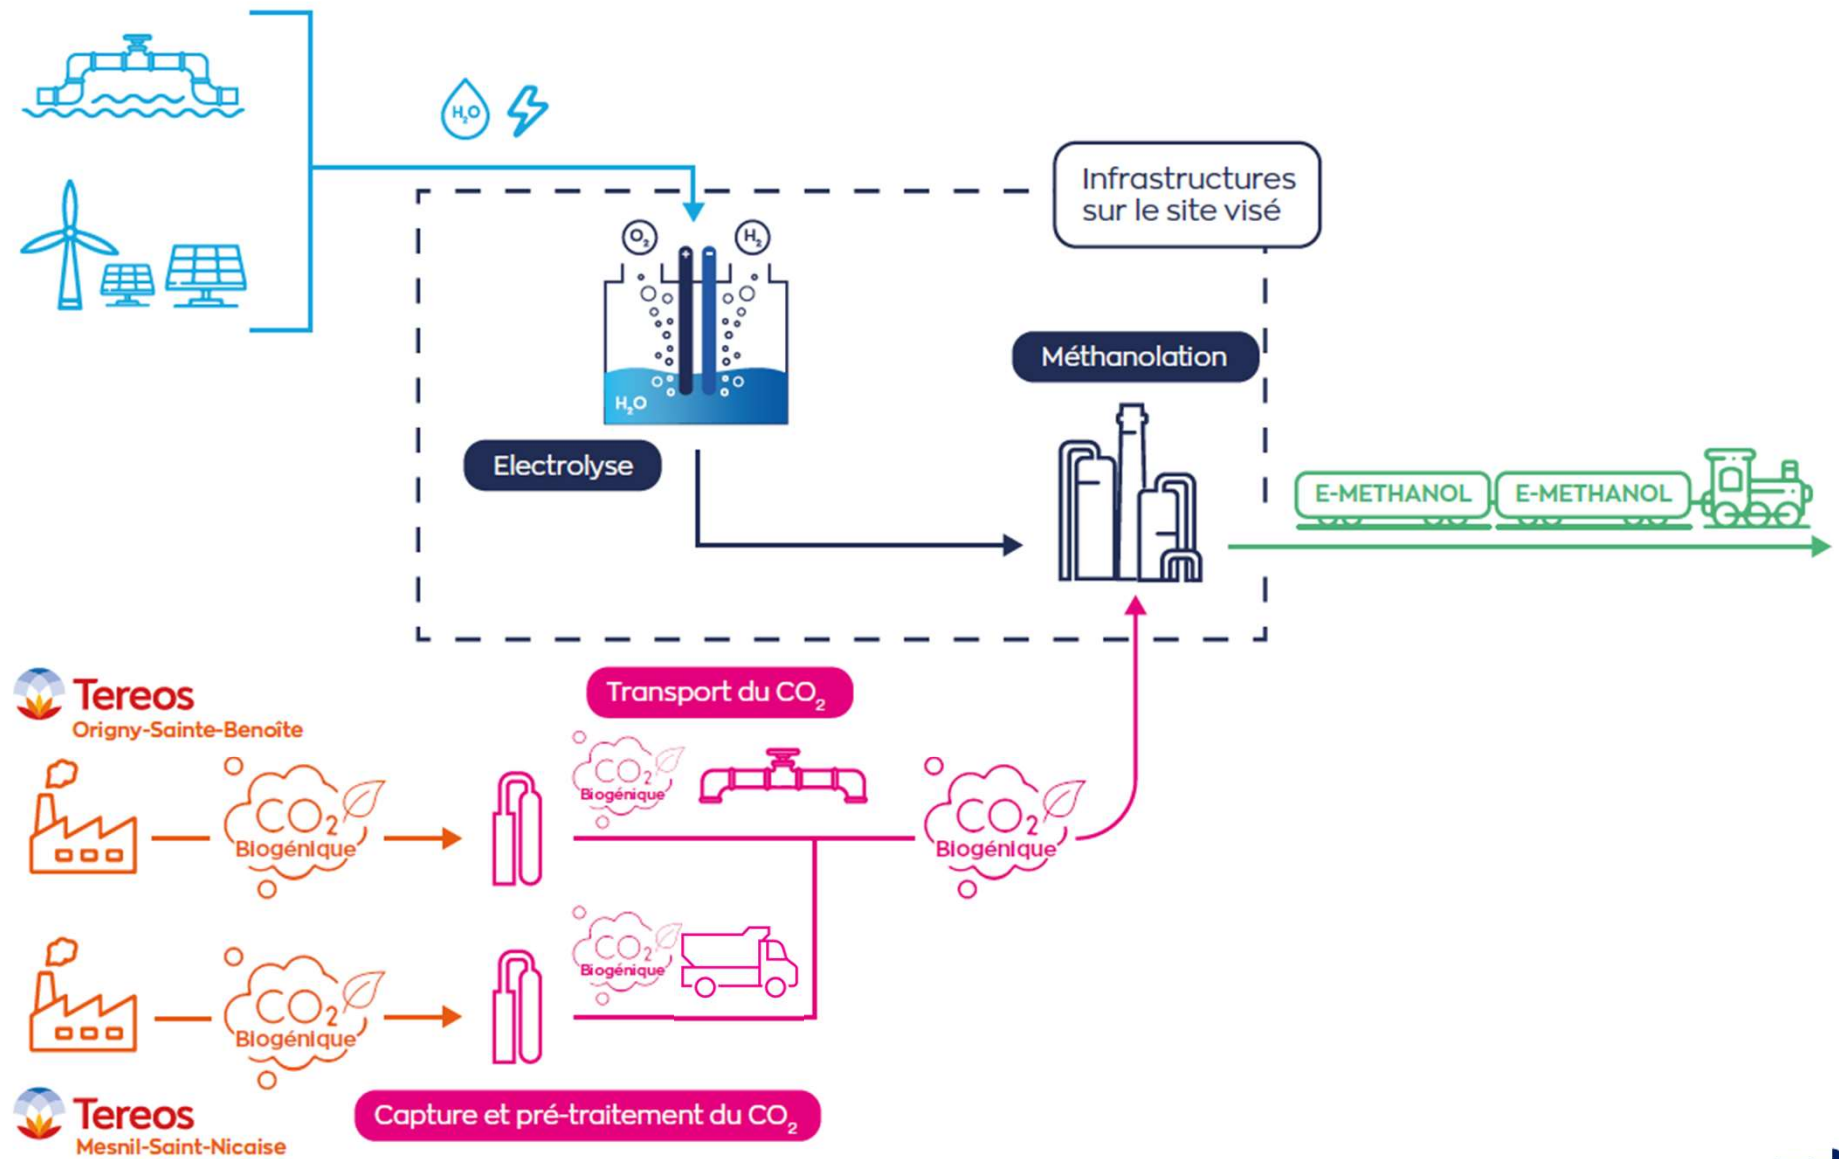 H₂O
Infrastructures
sur le site visé
O₂
H₂
+
-
H₂O
Méthanolation
Electrolyse
E-METHANOL
E-METHANOL
Tereos
Origny-Sainte-Benoîte
Transport du CO₂
CO₂
Biogénique
CO₂
Biogénique
CO₂
Biogénique
CO₂
Biogénique
CO₂
Biogénique
Tereos
Mesnil-Saint-Nicaise
Capture et pré-traitement du CO₂